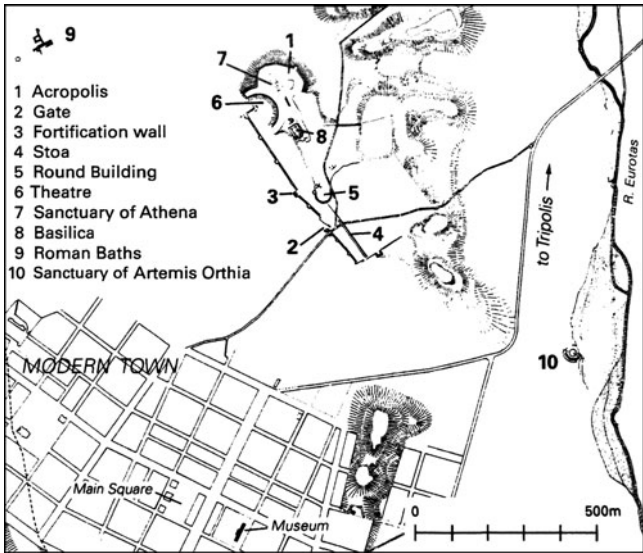 9
1 Acropolis
2 Gate
3 Fortification wall
4 Stoa
5 Round Building
6 Theatre
7 Sanctuary of Athena
8 Basilica
9 Roman Baths
10 Sanctuary of Artemis Orthia
1
7
6
8
3
5
2
4
to Tripolis
R. Eurotas
10
MODERN TOWN
Main Square
Museum
0 500m